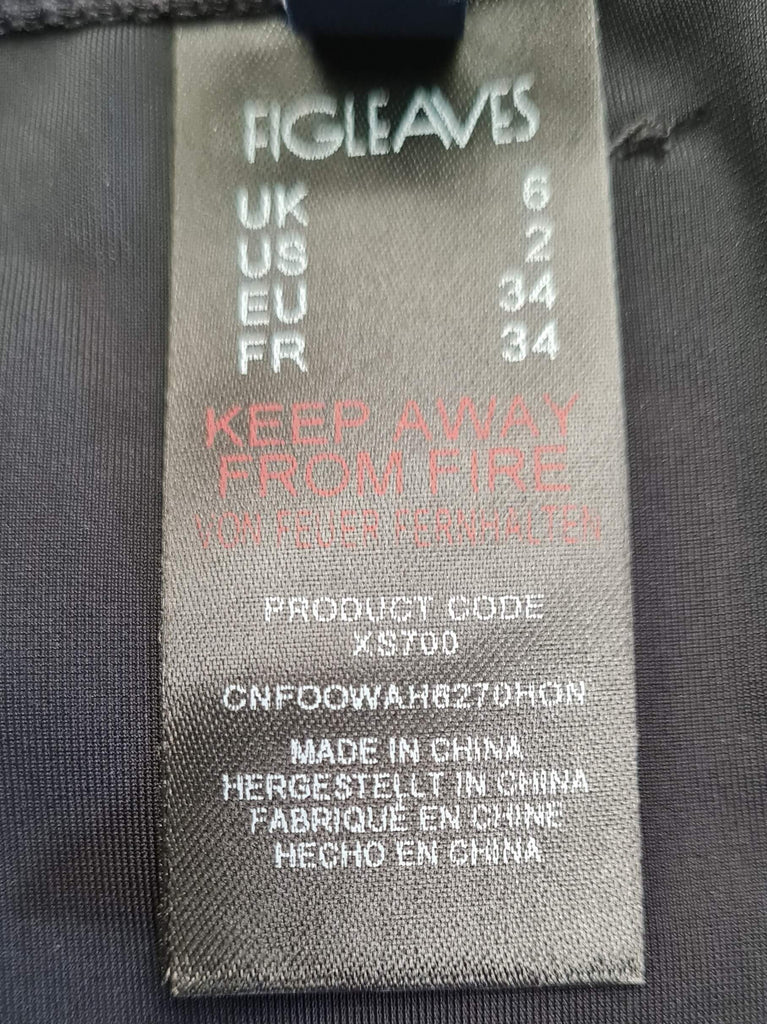 FIGLEAVES
UK 6
US 2
EU 34
FR 34
KEEP AWAY
FROM FIRE
VON FEUER FERNHALTEN
PRODUCT CODE
XS700
CNFOOWAH6270HON
MADE IN CHINA
HERGESTELLT IN CHINA
FABRIQUÉ EN CHINE
HECHO EN CHINA